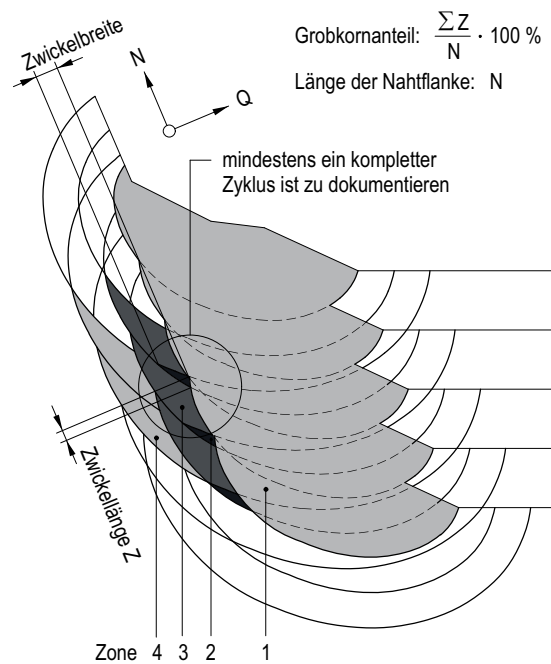 Grobkornanteil: ΣZ/N · 100 %
Länge der Nahtflanke: N
Zwickelbreite
N
Q
mindestens ein kompletter
Zyklus ist zu dokumentieren
Zwickellänge Z
Zone 4 3 2 1